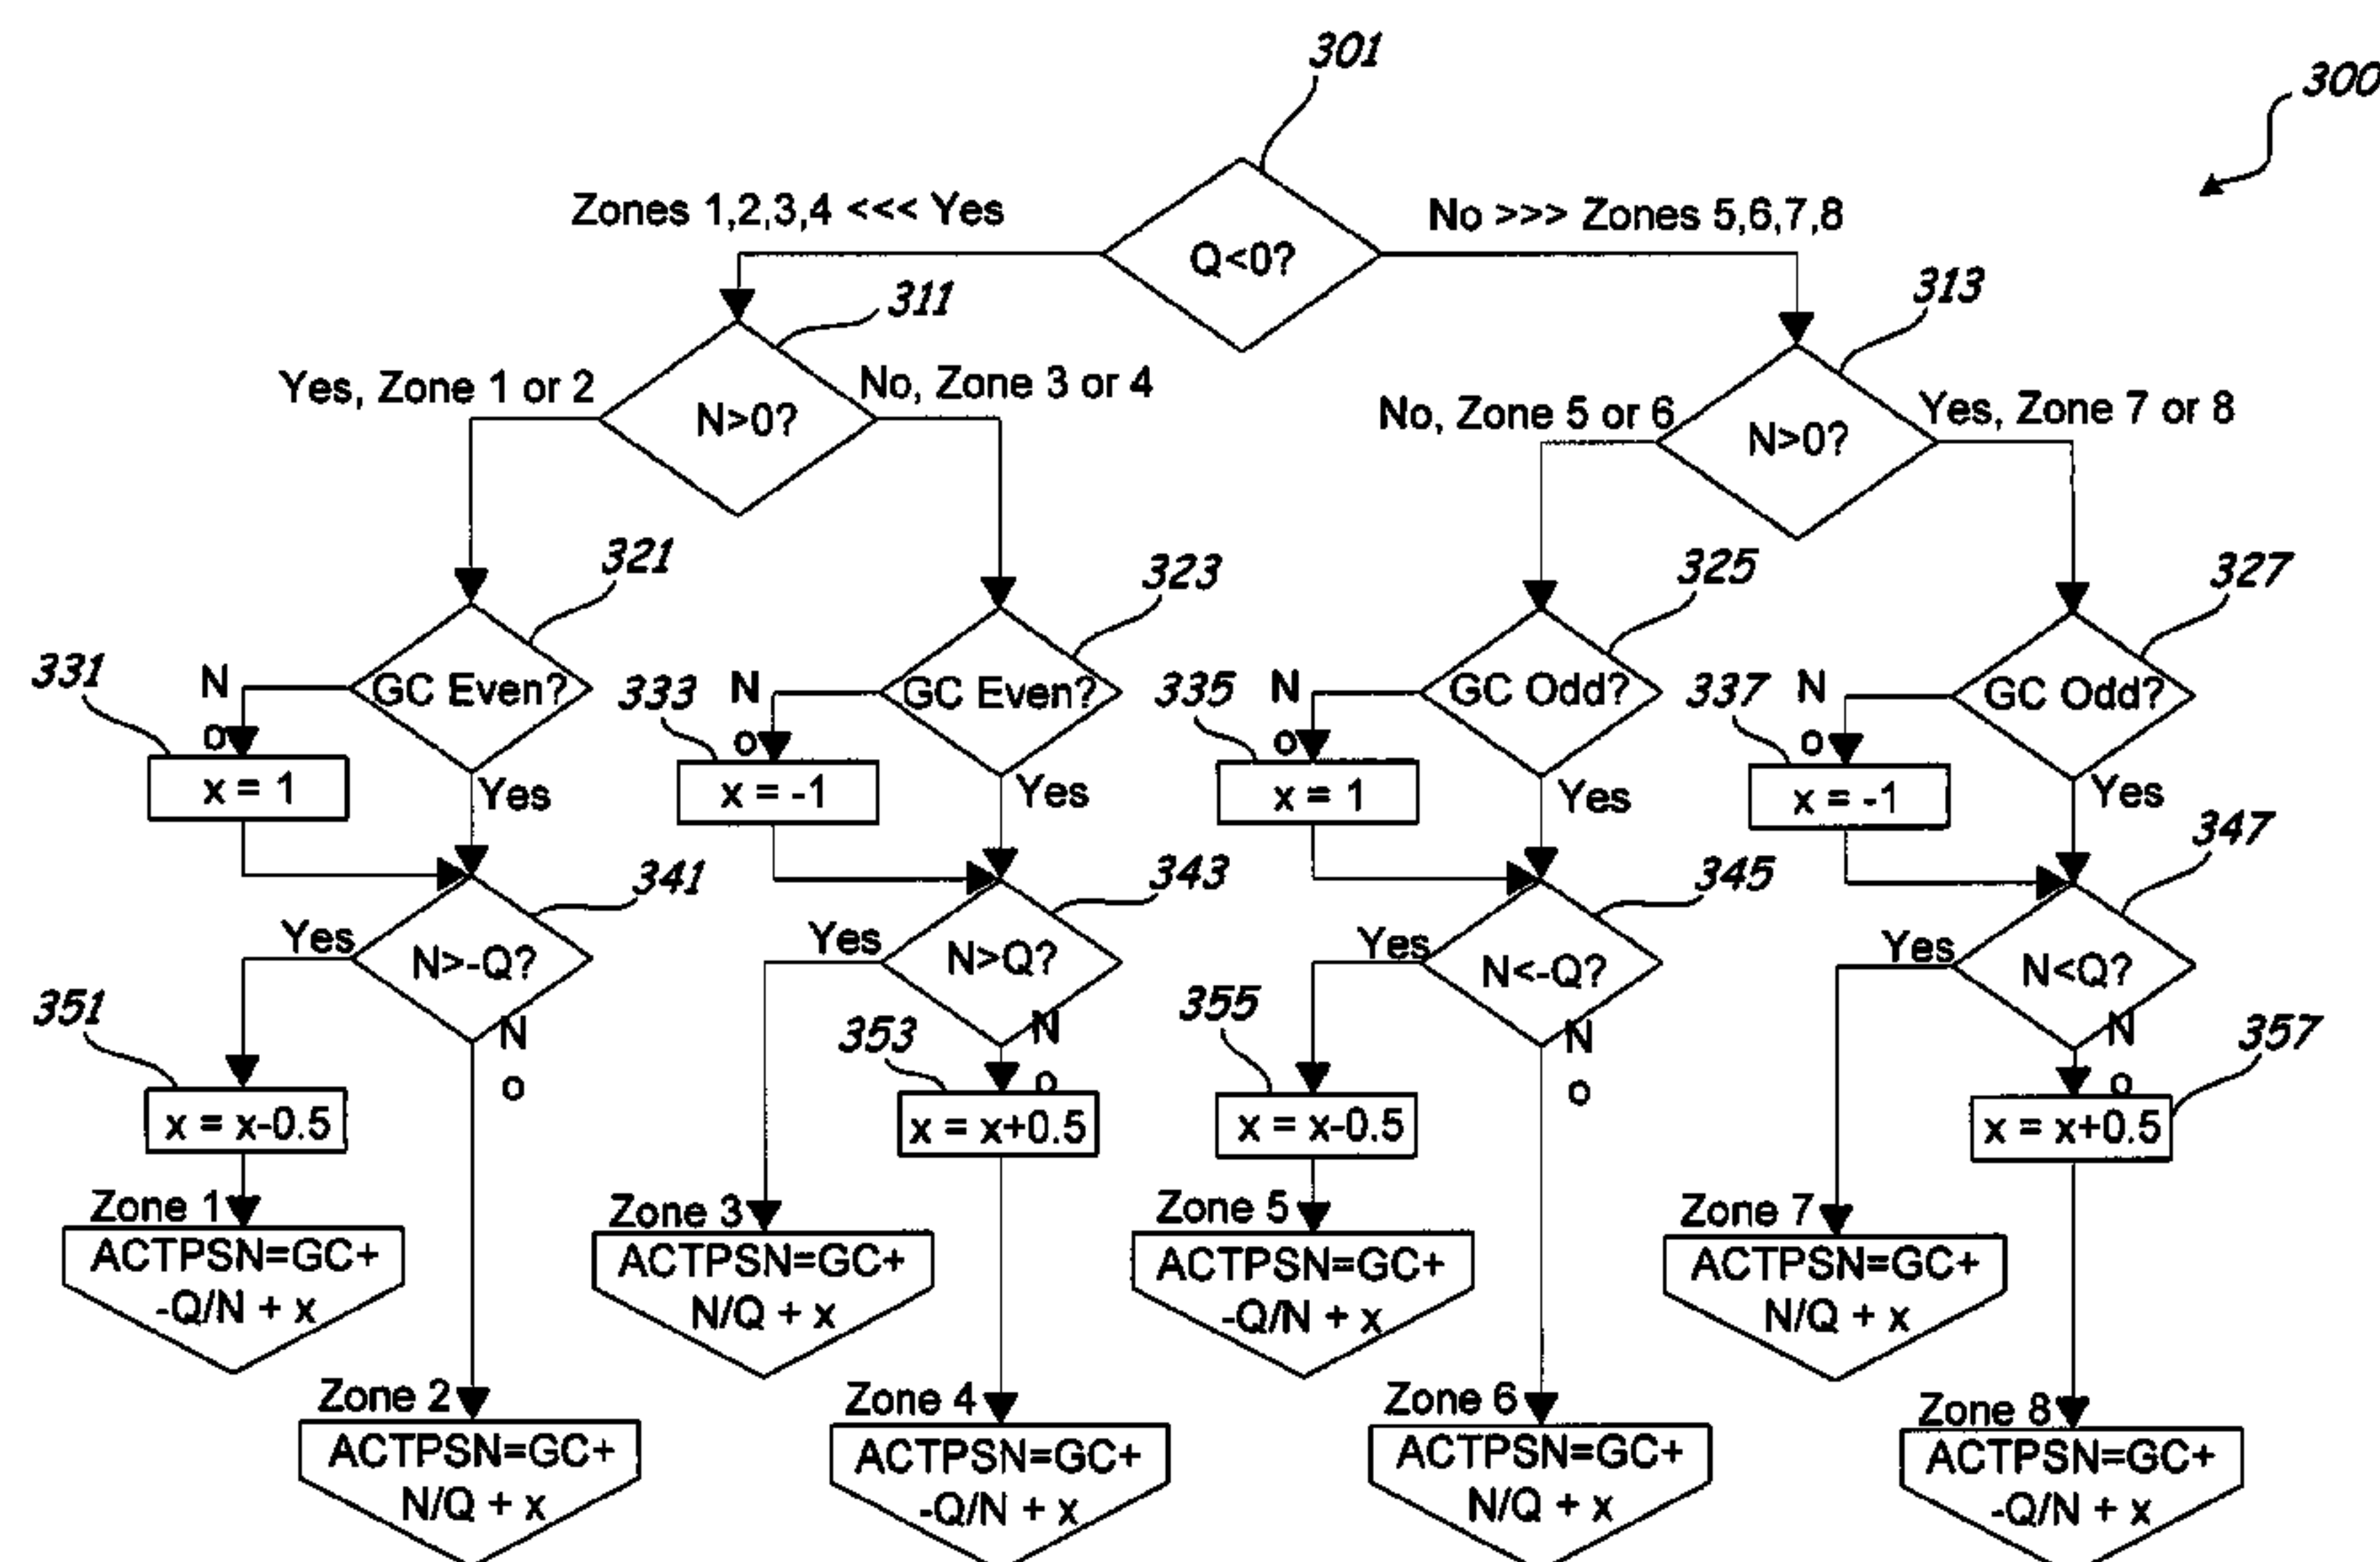 301
300
Zones 1,2,3,4 <<< Yes
No >>> Zones 5,6,7,8
Q<0?
311
313
Yes, Zone 1 or 2
No, Zone 3 or 4
N>0?
No, Zone 5 or 6
Yes, Zone 7 or 8
N>0?
321
323
325
327
331
N
o
GC Even?
333
N
o
GC Even?
335
N
o
GC Odd?
337
N
o
GC Odd?
x = 1
Yes
x = -1
Yes
x = 1
Yes
x = -1
Yes
341
343
345
347
Yes
N>-Q?
Yes
N>Q?
Yes
N<-Q?
Yes
N<Q?
351
N
o
353
N
o
355
N
o
N
o
357
x = x-0.5
x = x+0.5
x = x-0.5
x = x+0.5
Zone 1
ACTPSN=GC+
-Q/N + x
Zone 3
ACTPSN=GC+
N/Q + x
Zone 5
ACTPSN=GC+
-Q/N + x
Zone 7
ACTPSN=GC+
N/Q + x
Zone 2
ACTPSN=GC+
N/Q + x
Zone 4
ACTPSN=GC+
-Q/N + x
Zone 6
ACTPSN=GC+
N/Q + x
Zone 8
ACTPSN=GC+
-Q/N + x